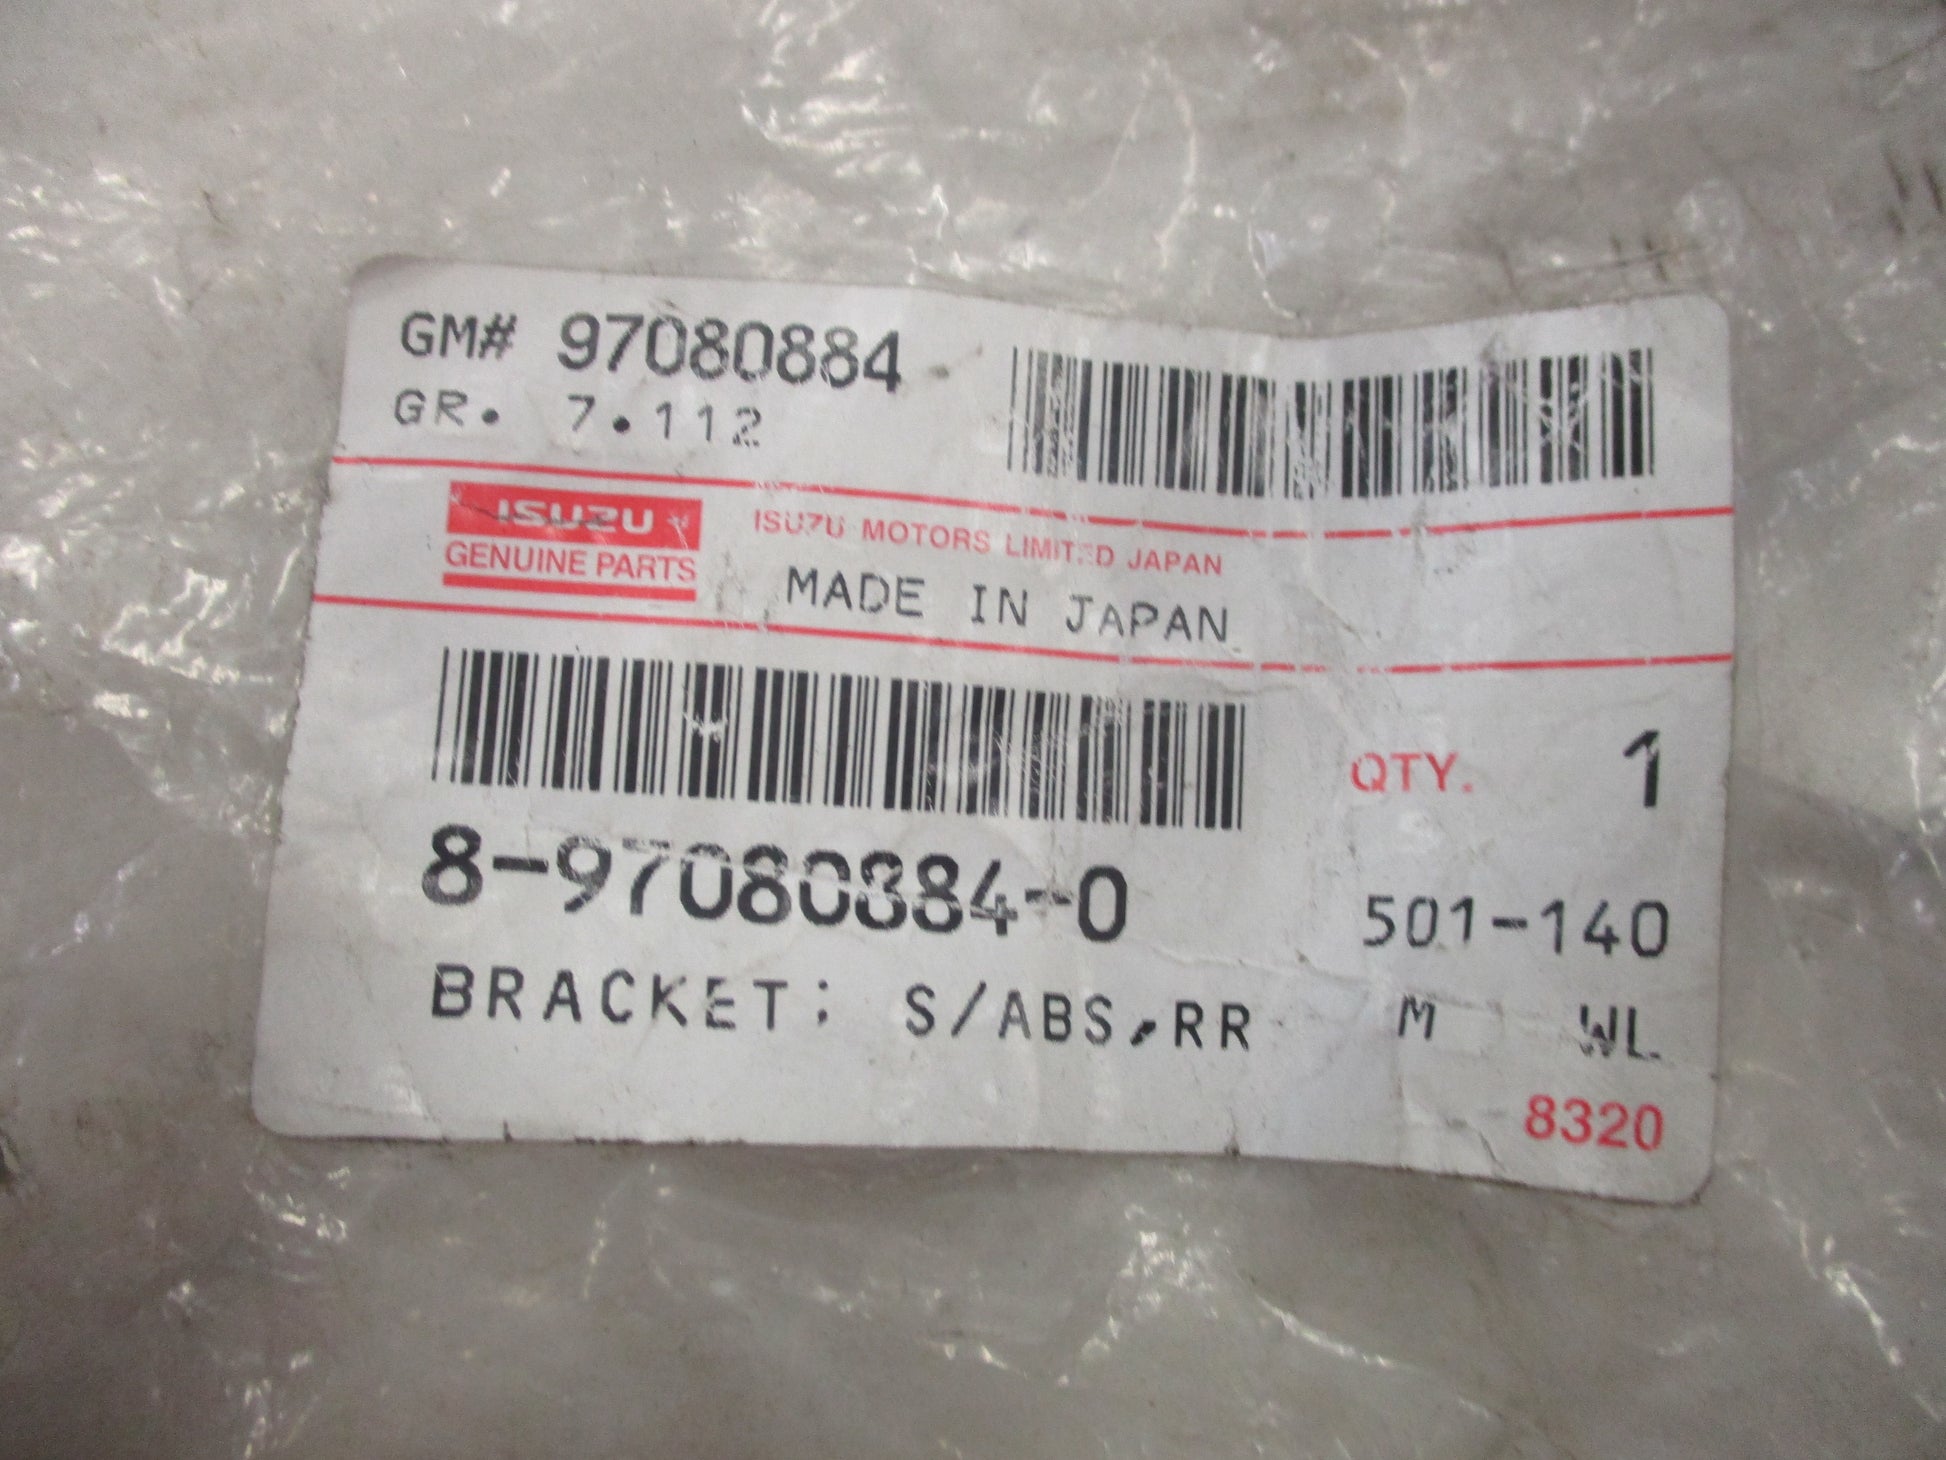 GM# 97080884
GR. 7.112
ISUZU
GENUINE PARTS
ISUZU MOTORS LIMITED JAPAN
MADE IN JAPAN
QTY. 1
8-97080884-0
501-140
BRACKET; S/ABS,RR M WL
8320